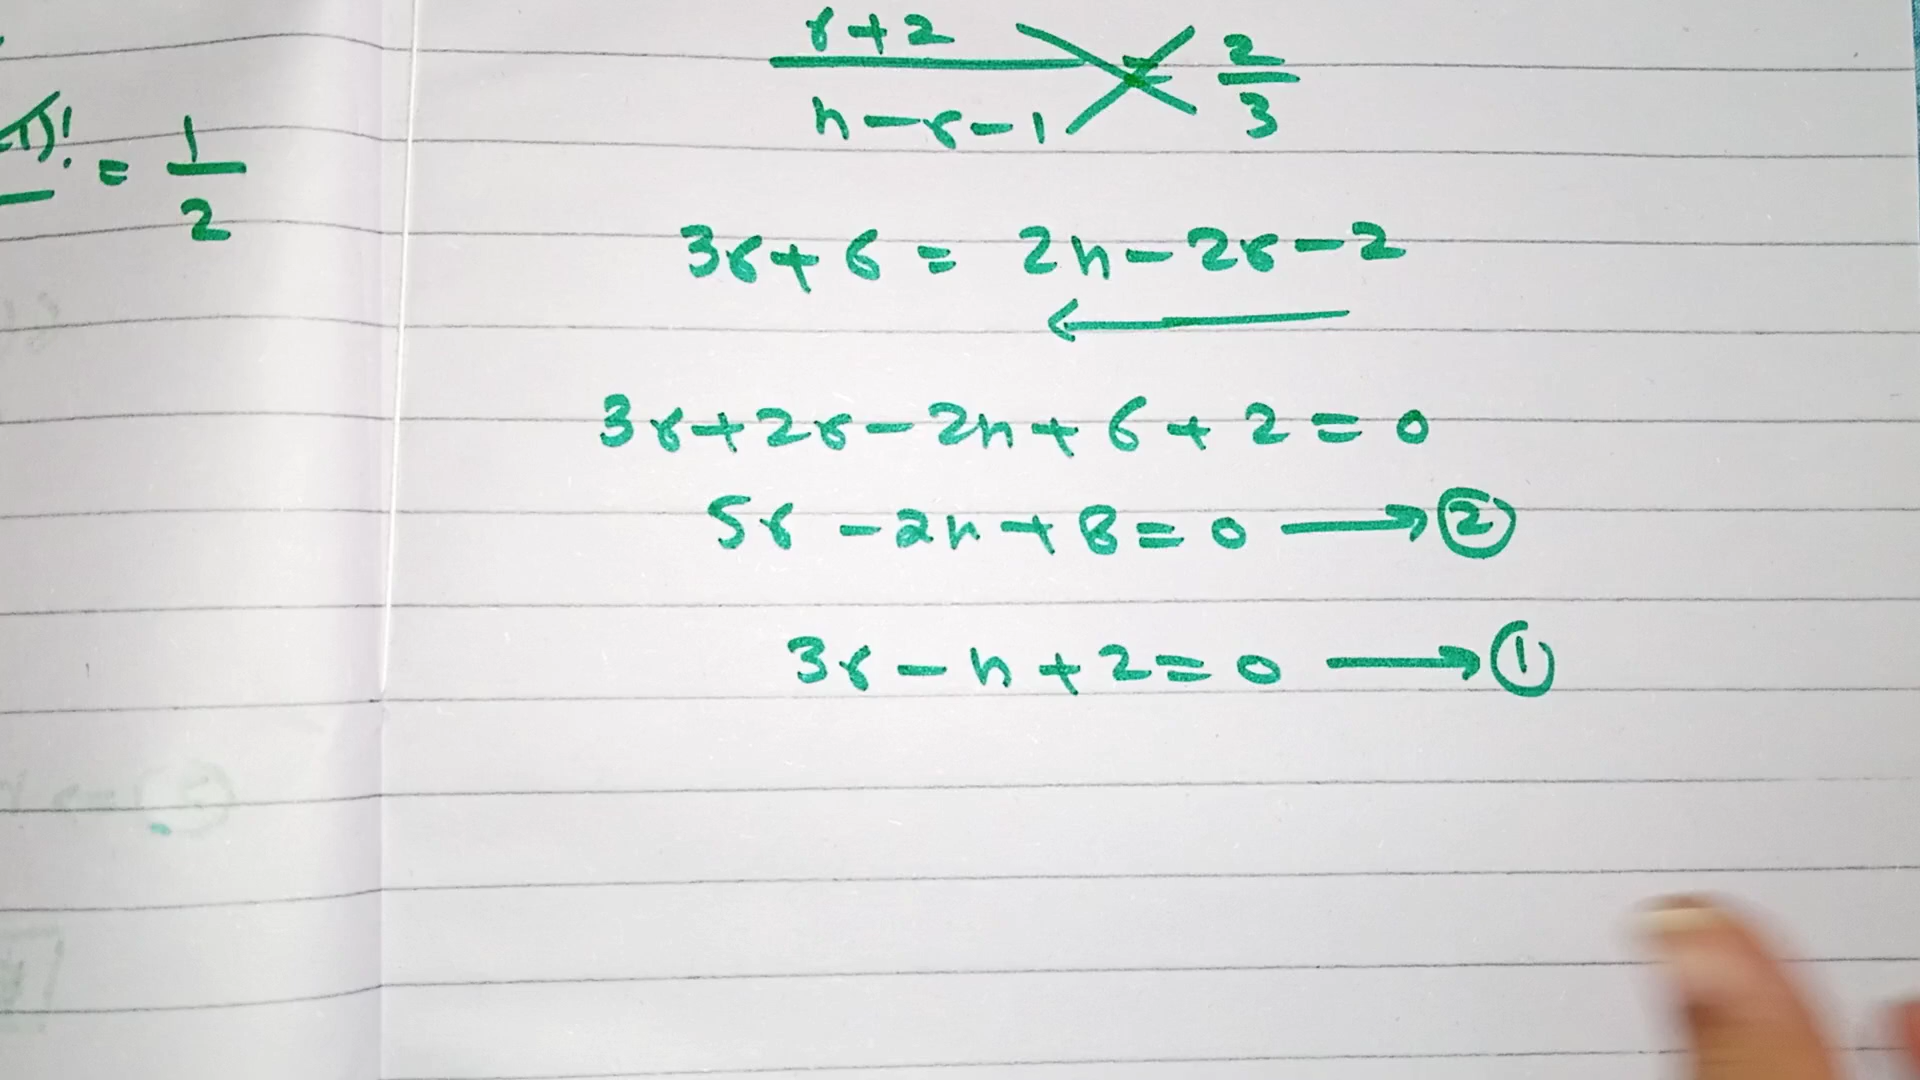 r+2 / n-r-1 = 2/3
! = 1/2
3r+6 = 2n-2r-2
3r+2r-2n+6+2=0
5r-2n+8=0 → ②
3r-n+2=0 → ①